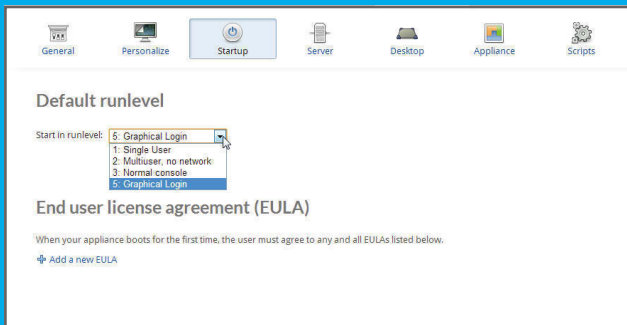 General Personalize Startup Server Desktop Appliance Scripts
Default runlevel
Start in runlevel: 5: Graphical Login
1: Single User
2: Multiuser, no network
3: Normal console
5: Graphical Login
End user license agreement (EULA)
When your appliance boots for the first time, the user must agree to any and all EULAs listed below.
Add a new EULA